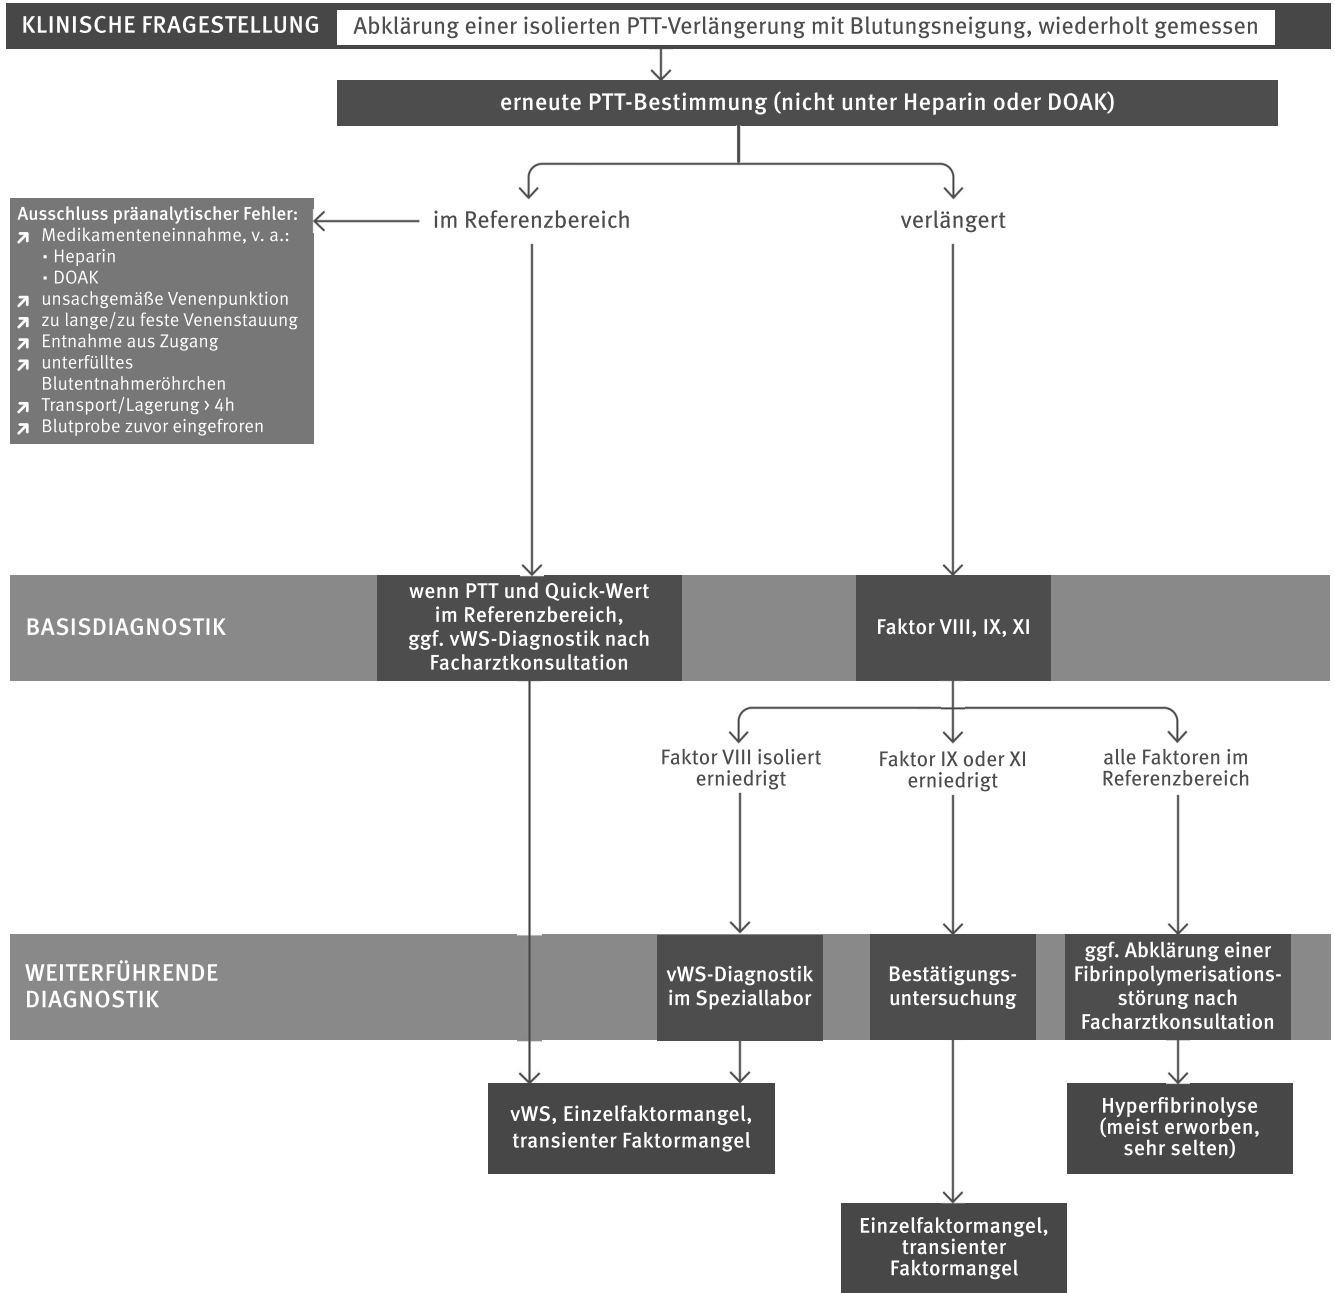 KLINISCHE FRAGESTELLUNG
Abklärung einer isolierten PTT-Verlängerung mit Blutungsneigung, wiederholt gemessen
erneute PTT-Bestimmung (nicht unter Heparin oder DOAK)
im Referenzbereich
verlängert
Ausschluss präanalytischer Fehler:
Medikamenteneinnahme, v. a.:
· Heparin
· DOAK
unsachgemäße Venenpunktion
zu lange/zu feste Venenstauung
Entnahme aus Zugang
unterfülltes
Blutentnahmeröhrchen
Transport/Lagerung > 4h
Blutprobe zuvor eingefroren
BASISDIAGNOSTIK
wenn PTT und Quick-Wert
im Referenzbereich,
ggf. vWS-Diagnostik nach
Facharztkonsultation
Faktor VIII, IX, XI
Faktor VIII isoliert
erniedrigt
Faktor IX oder XI
erniedrigt
alle Faktoren im
Referenzbereich
WEITERFÜHRENDE
DIAGNOSTIK
vWS-Diagnostik
im Speziallabor
Bestätigungs-
untersuchung
ggf. Abklärung einer
Fibrinpolymerisations-
störung nach
Facharztkonsultation
vWS, Einzelfaktormangel,
transienter Faktormangel
Hyperfibrinolyse
(meist erworben,
sehr selten)
Einzelfaktormangel,
transienter
Faktormangel